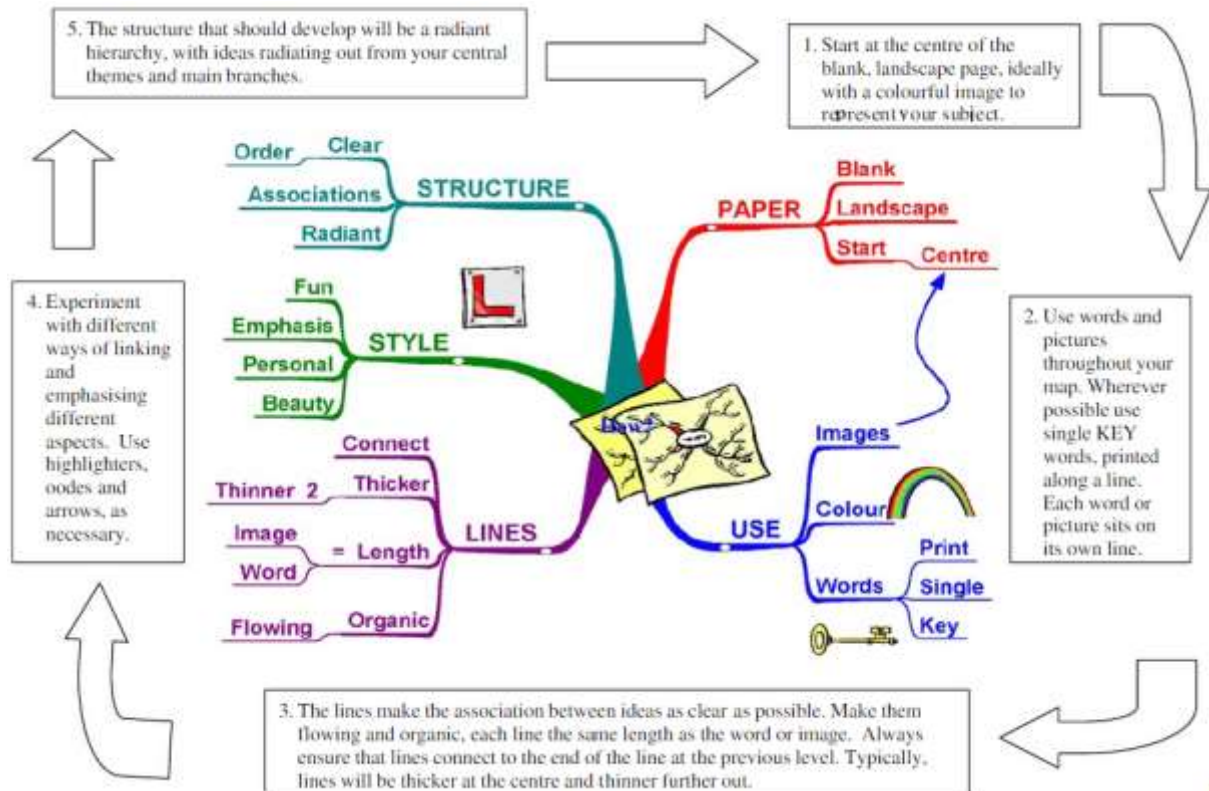 5. The structure that should develop will be a radiant
hierarchy, with ideas radiating out from your central
themes and main branches.
1. Start at the centre of the
blank, landscape page, ideally
with a colourful image to
represent your subject.
Order
Clear
Associations
Radiant
STRUCTURE
PAPER
Blank
Landscape
Start
Centre
4. Experiment
with different
ways of linking
and
emphasising
different
aspects. Use
highlighters,
oodes and
arrows, as
necessary.
L
Fun
Emphasis
Personal
Beauty
STYLE
2. Use words and
pictures
throughout your
map. Wherever
possible use
single KEY
words, printed
along a line.
Each word or
picture sits on
its own line.
Connect
Thinner 2
Thicker
Image
Word
= Length
Flowing
Organic
LINES
USE
Images
Colour
Words
Print
Single
Key
3. The lines make the association between ideas as clear as possible. Make them
flowing and organic, each line the same length as the word or image. Always
ensure that lines connect to the end of the line at the previous level. Typically,
lines will be thicker at the centre and thinner further out.